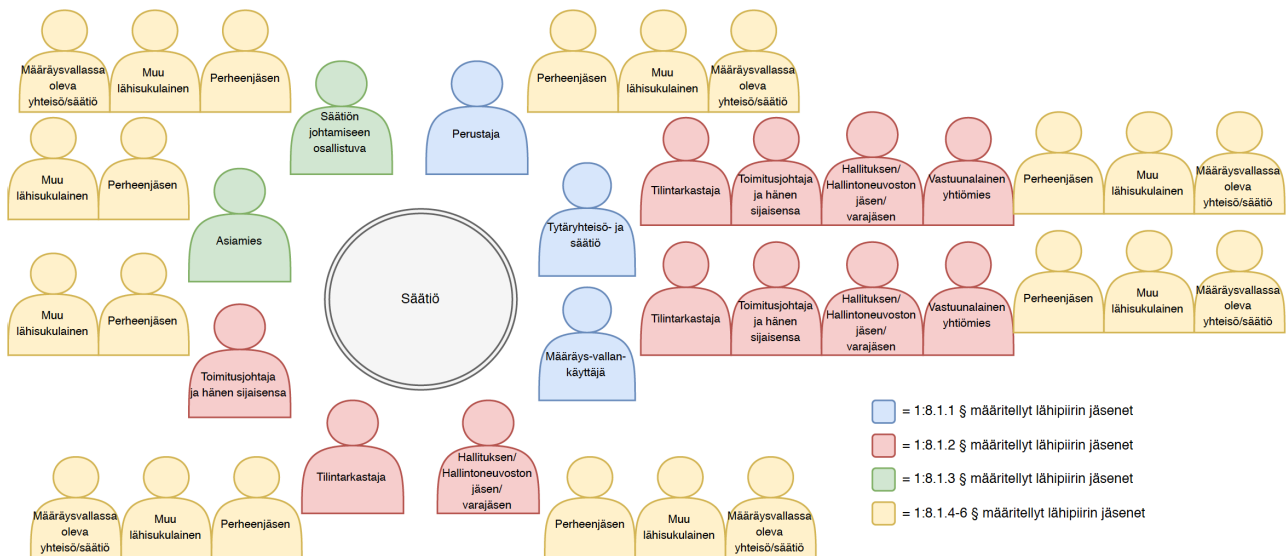 Määräysvallassa
oleva
yhteisö/säätiö
Muu
lähisukulainen
Perheenjäsen
Säätiön
johtamiseen
osallistuva
Perustaja
Perheenjäsen
Muu
lähisukulainen
Määräysvallassa
oleva
yhteisö/säätiö
Muu
lähisukulainen
Perheenjäsen
Asiamies
Tytäryhteisö- ja
säätiö
Tilintarkastaja
Toimitusjohtaja
ja hänen
sijaisensa
Hallituksen/
Hallintoneuvoston
jäsen/
varajäsen
Vastuunalainen
yhtiömies
Perheenjäsen
Muu
lähisukulainen
Määräysvallassa
oleva
yhteisö/säätiö
Säätiö
Muu
lähisukulainen
Perheenjäsen
Toimitusjohtaja
ja hänen sijaisensa
Määräys-vallan-
käyttäjä
Tilintarkastaja
Toimitusjohtaja
ja hänen
sijaisensa
Hallituksen/
Hallintoneuvoston
jäsen/
varajäsen
Vastuunalainen
yhtiömies
Perheenjäsen
Muu
lähisukulainen
Määräysvallassa
oleva
yhteisö/säätiö
Määräysvallassa
oleva
yhteisö/säätiö
Muu
lähisukulainen
Perheenjäsen
Tilintarkastaja
Hallituksen/
Hallintoneuvoston
jäsen/
varajäsen
Perheenjäsen
Muu
lähisukulainen
Määräysvallassa
oleva
yhteisö/säätiö
= 1:8.1.1 § määritellyt lähipiirin jäsenet
= 1:8.1.2 § määritellyt lähipiirin jäsenet
= 1:8.1.3 § määritellyt lähipiirin jäsenet
= 1:8.1.4-6 § määritellyt lähipiirin jäsenet